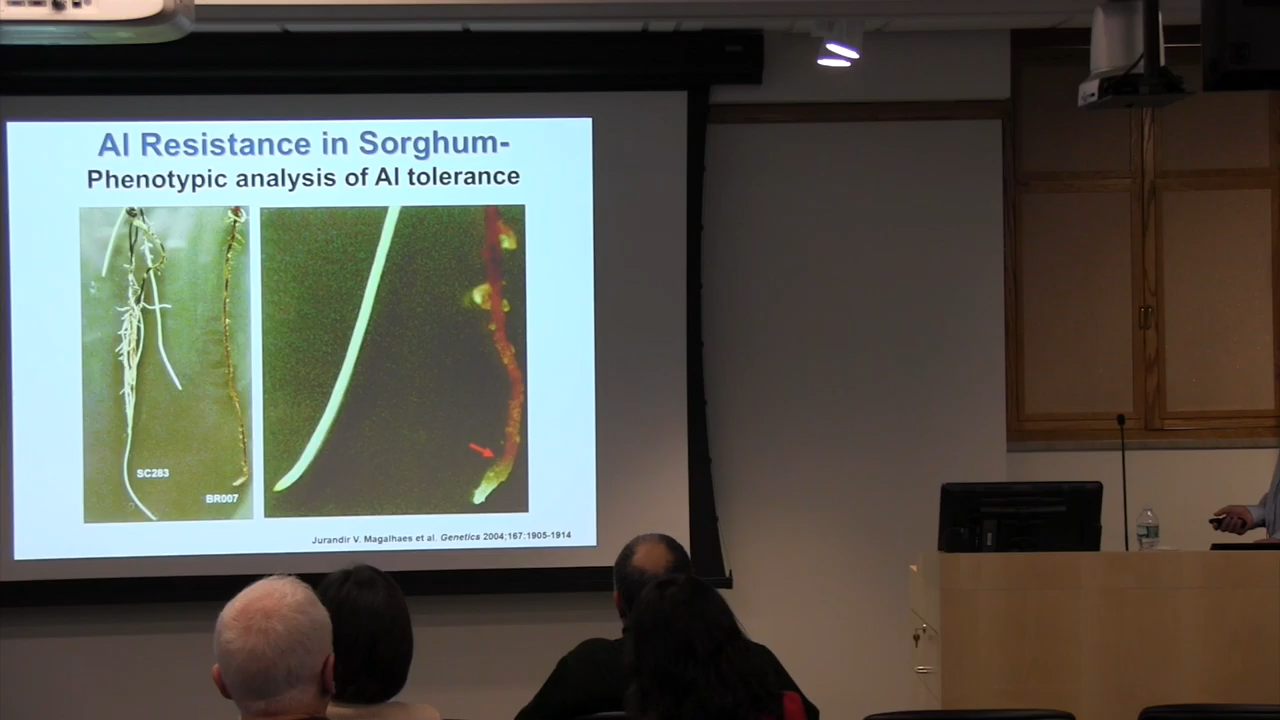 Al Resistance in Sorghum-
Phenotypic analysis of Al tolerance
SC283
BR007
Jurandir V. Magalhaes et al. Genetics 2004;167:1905-1914